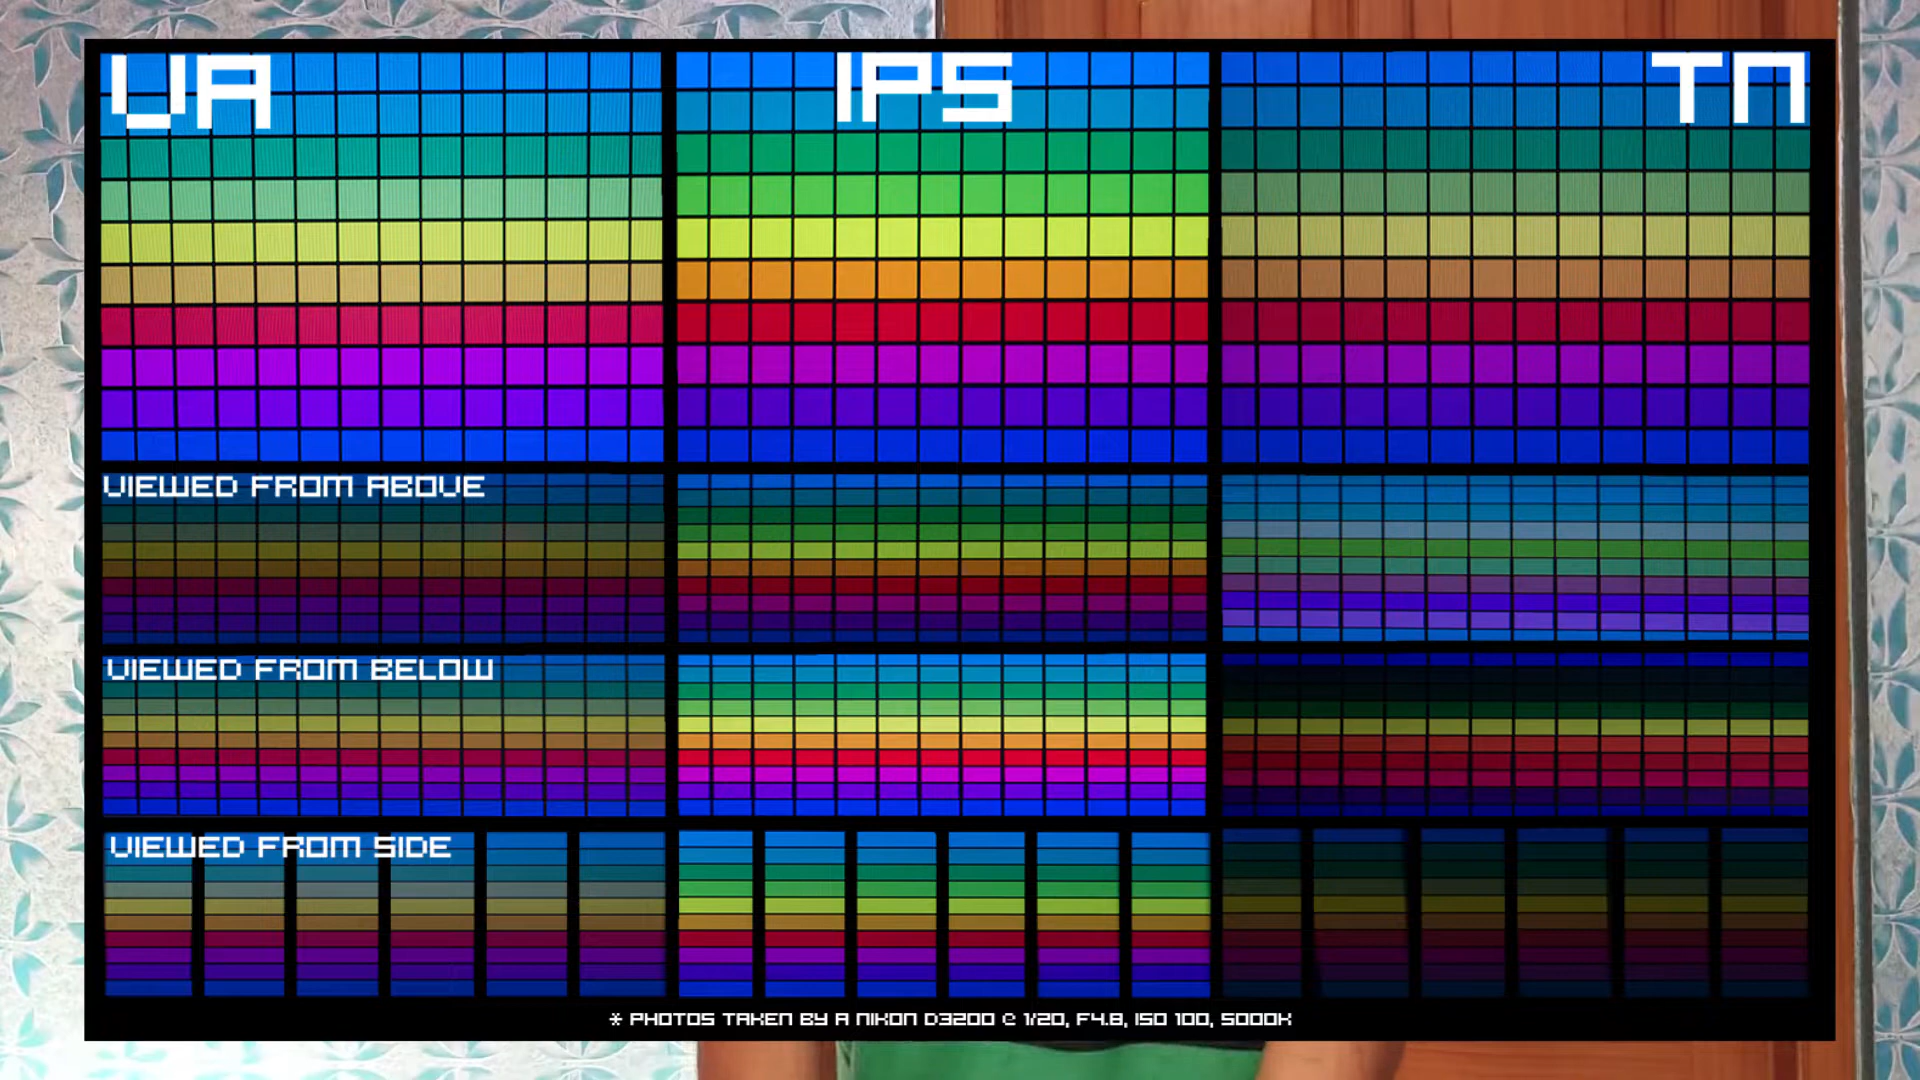 VA IPS TN
VIEWED FROM ABOVE
VIEWED FROM BELOW
VIEWED FROM SIDE
* PHOTOS TAKEN BY A NIKON D3200 @ 1/20, F4.8, ISO 100, 5000K